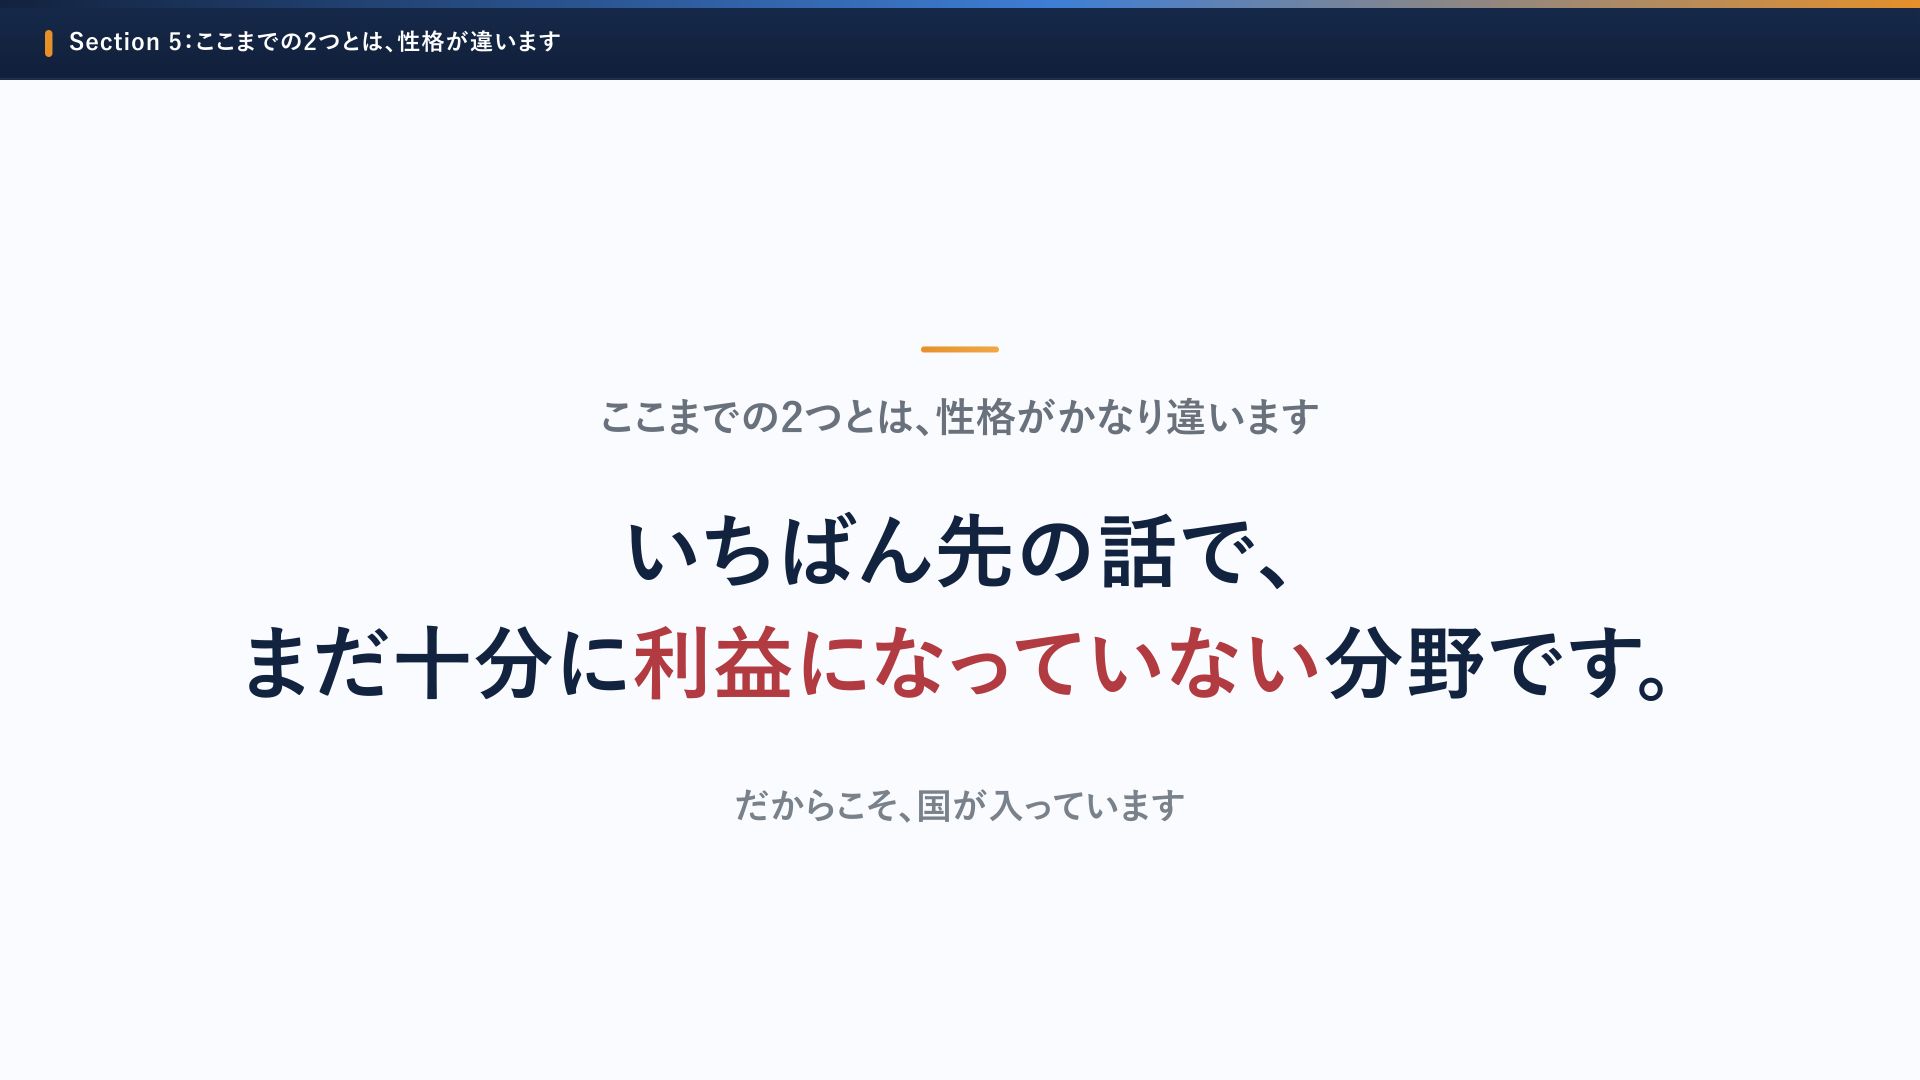 Section 5：ここまでの2つとは、性格が違います
ここまでの2つとは、性格がかなり違います
いちばん先の話で、
まだ十分に利益になっていない分野です。
だからこそ、国が入っています